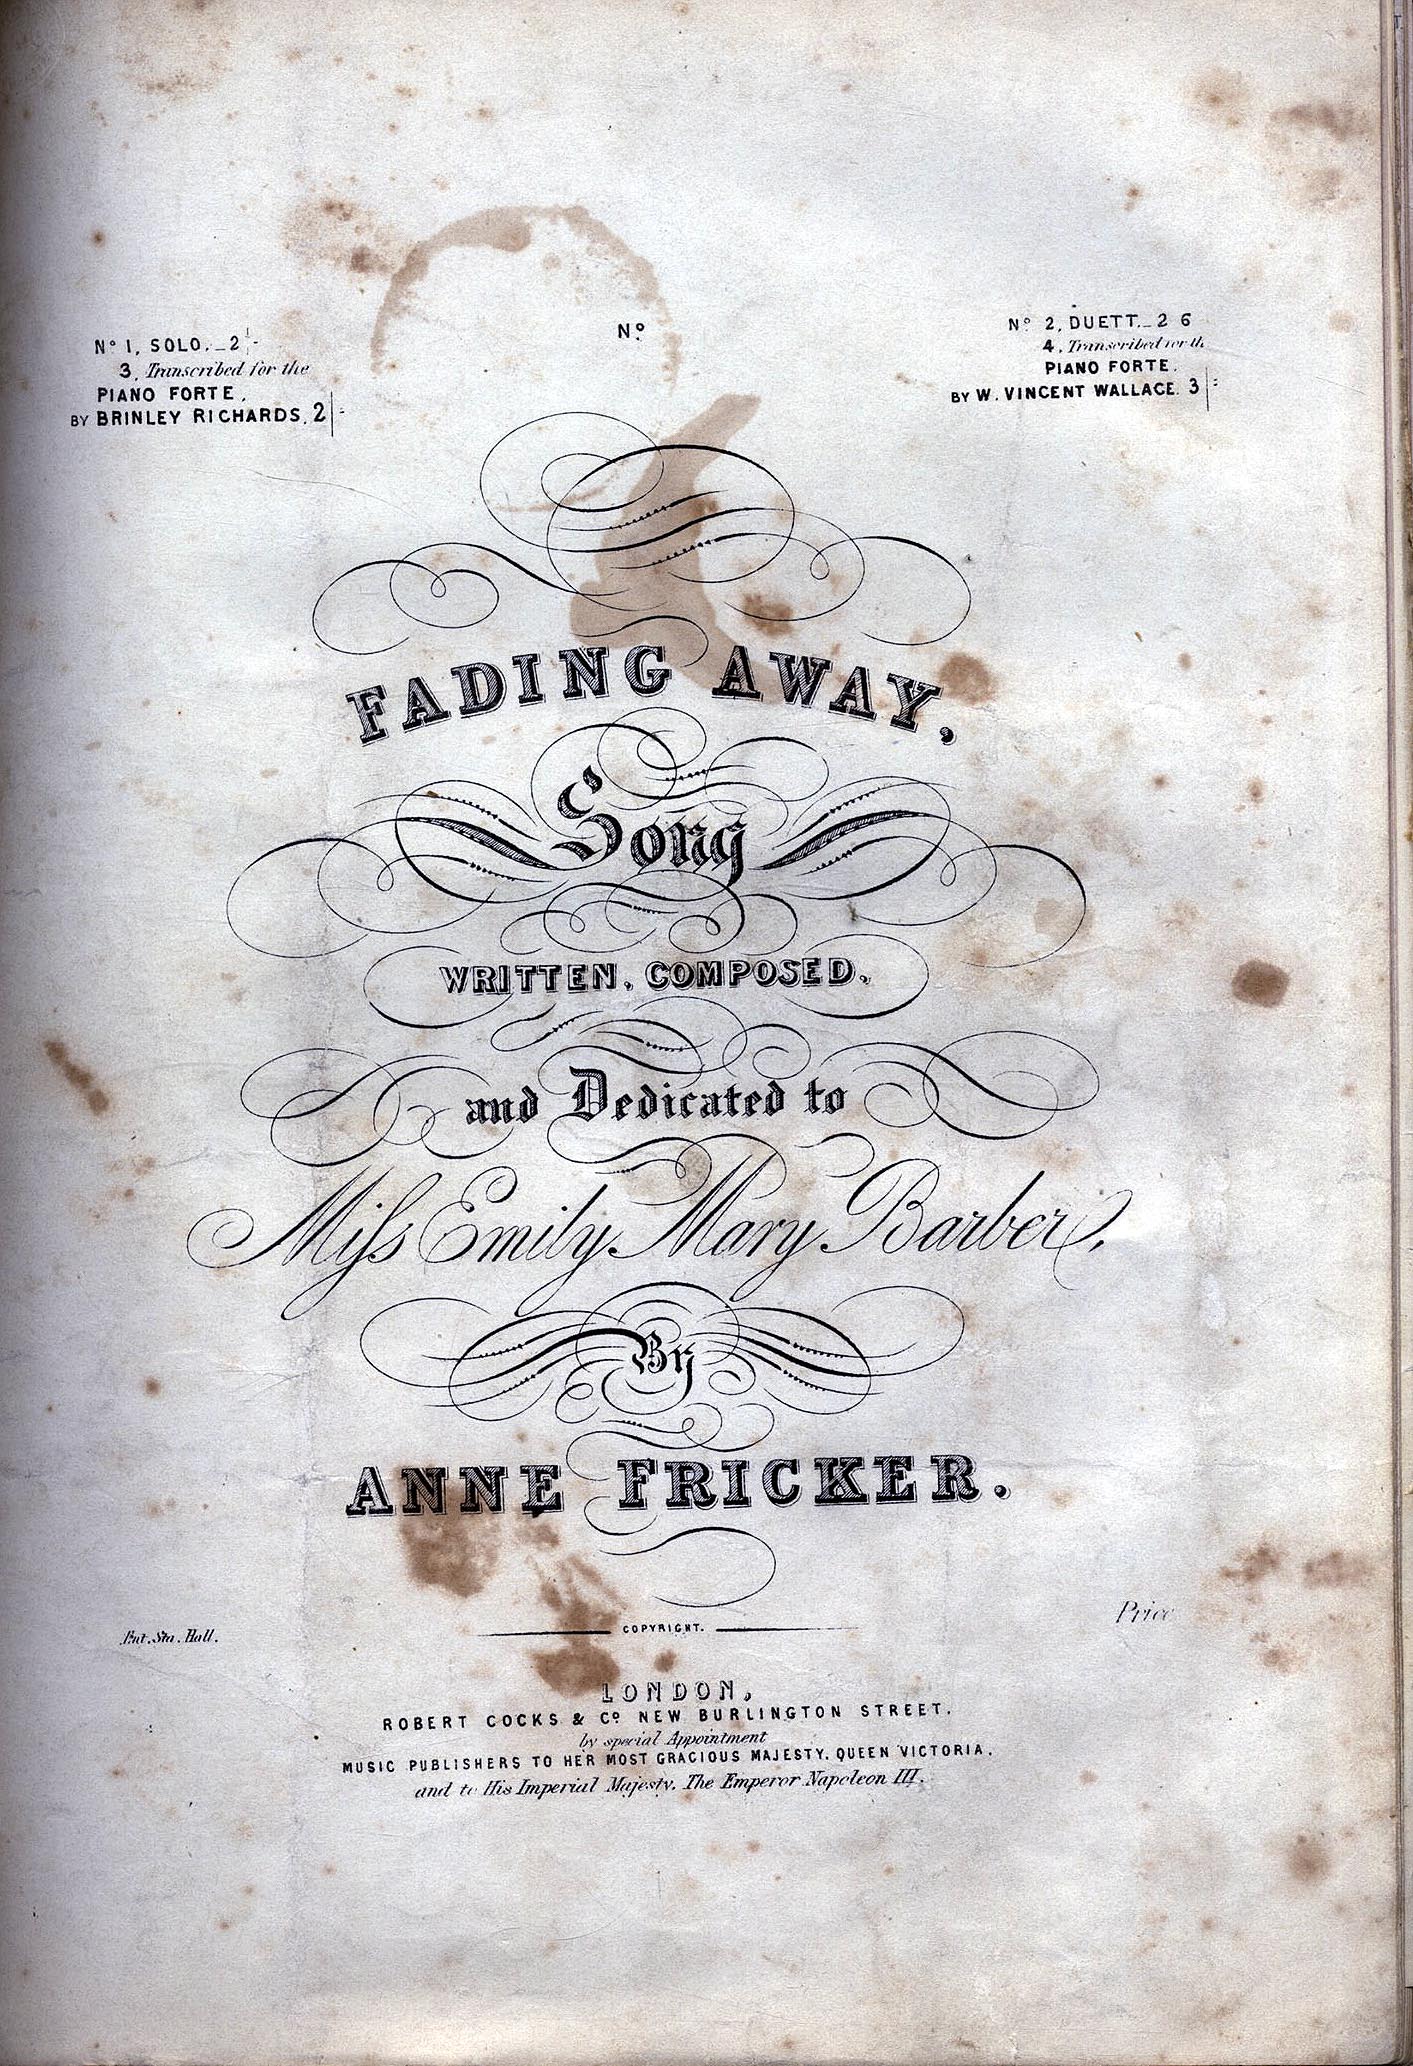 Nº 1, SOLO._2
3, Transcribed for the
PIANO FORTE,
BY BRINLEY RICHARDS. 2
Nº
Nº 2, DUETT._2 6
4, Transcribed for th
PIANO FORTE.
BY W. VINCENT WALLACE. 3
FADING AWAY,
Song
WRITTEN, COMPOSED,
and Dedicated to
Miſs Emily Mary Barber,
By
ANNE FRICKER.
Ent. Sta. Hall.
COPYRIGHT.
Price
LONDON,
ROBERT COCKS & Cº NEW BURLINGTON STREET.
by special Appointment
MUSIC PUBLISHERS TO HER MOST GRACIOUS MAJESTY, QUEEN VICTORIA,
and to His Imperial Majesty, The Emperor Napoleon III.